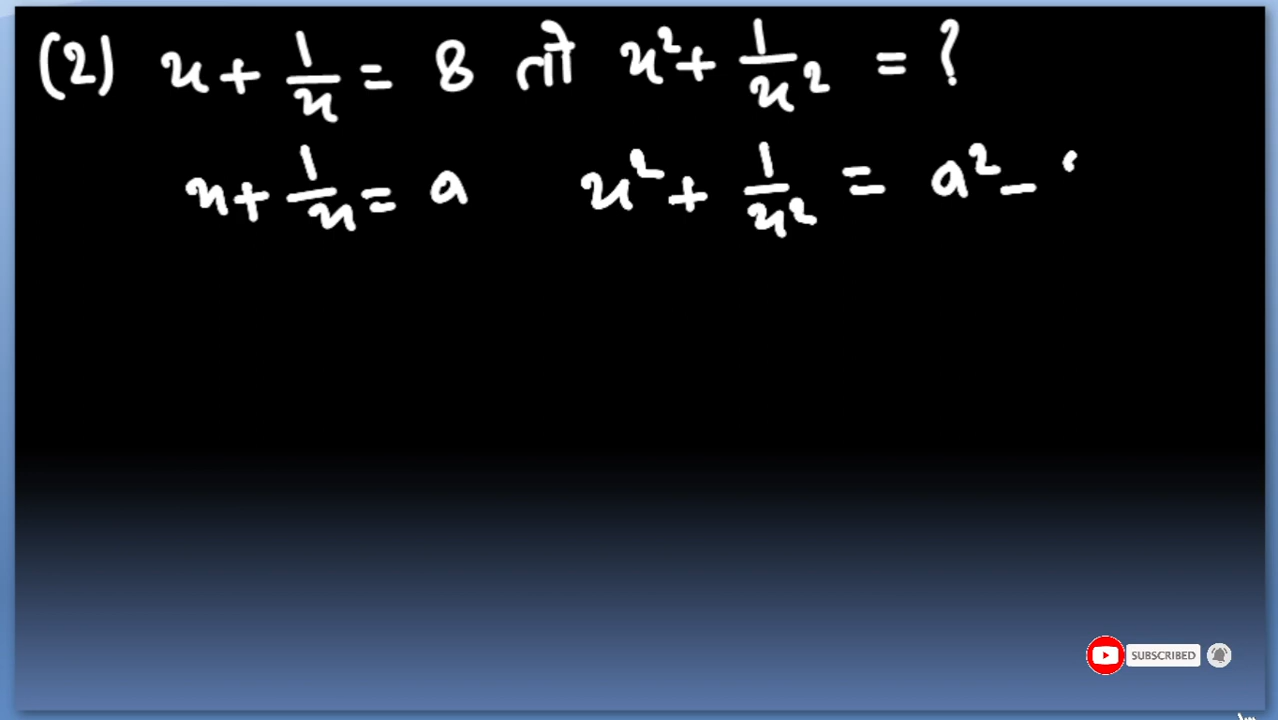 (2) x + 1/x = 8 तो x² + 1/x² = ?
x + 1/x = a x² + 1/x² = a² -
SUBSCRIBED